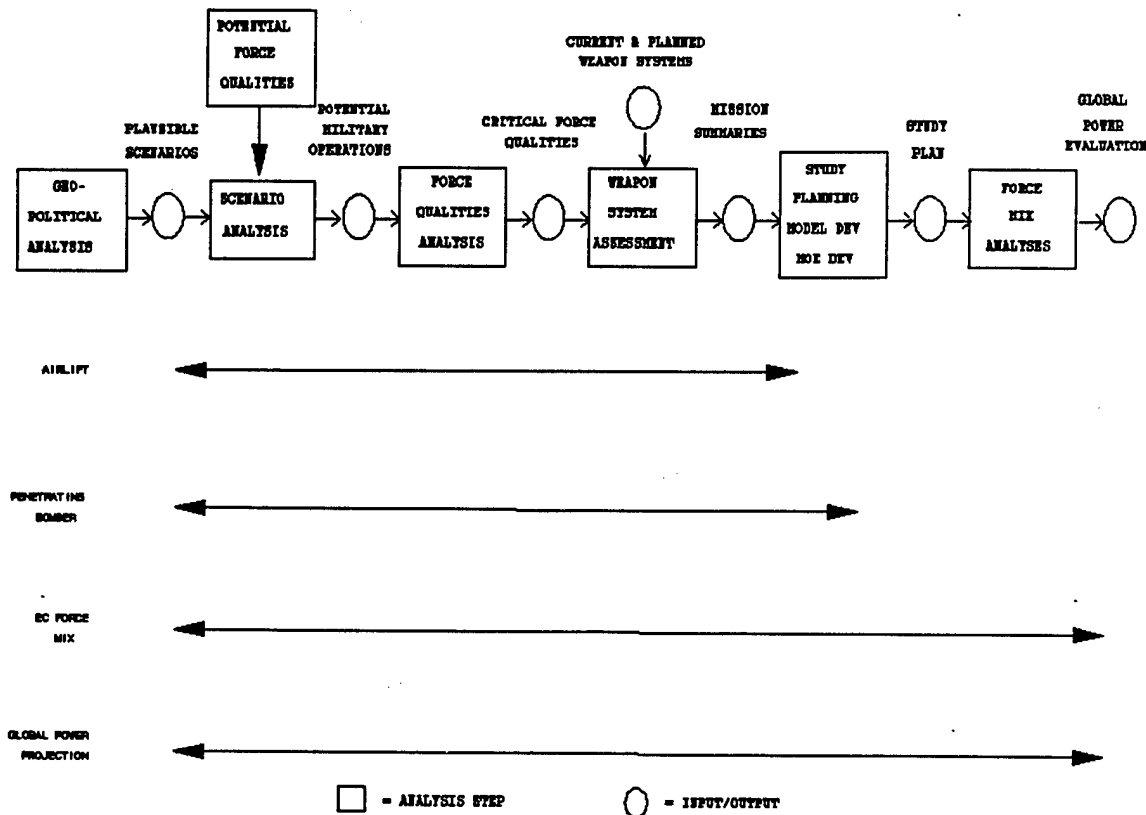 POTENTIAL
FORCE
QUALITIES
CURRENT & PLANNED
WEAPON SYSTEMS
PLAUSIBLE
SCENARIOS
POTENTIAL
MILITARY
OPERATIONS
CRITICAL FORCE
QUALITIES
MISSION
SUMMARIES
STUDY
PLAN
GLOBAL
POWER
EVALUATION
GEO-
POLITICAL
ANALYSIS
SCENARIO
ANALYSIS
FORCE
QUALITIES
ANALYSIS
WEAPON
SYSTEM
ASSESSMENT
STUDY
PLANNING
MODEL DEV
MOE DEV
FORCE
MIX
ANALYSES
AIRLIFT
PENETRATING
BOMBER
EC FORCE
MIX
GLOBAL POWER
PROJECTION
= ANALYSIS STEP
= INPUT/OUTPUT